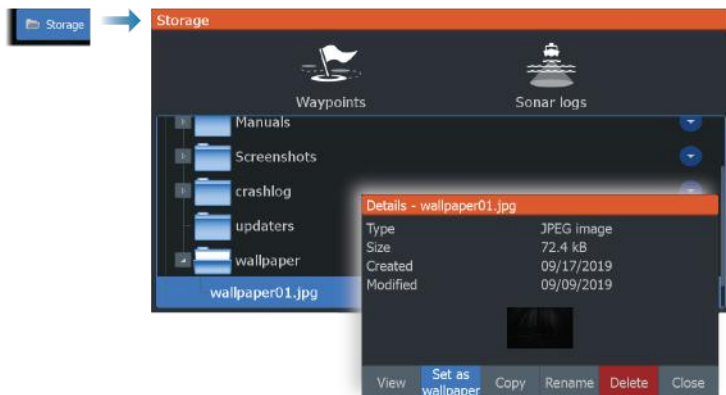 Storage
Storage
Waypoints
Sonar logs
Manuals
Screenshots
crashlog
updaters
wallpaper
wallpaper01.jpg
Details - wallpaper01.jpg
Type JPEG image
Size 72.4 kB
Created 09/17/2019
Modified 09/09/2019
View
Set as
wallpaper
Copy
Rename
Delete
Close